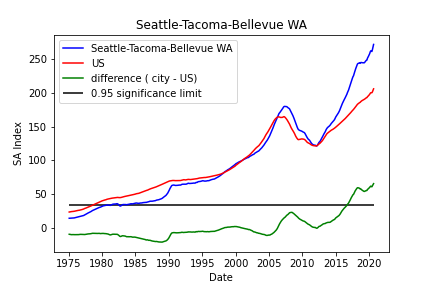 Seattle-Tacoma-Bellevue WA
Seattle-Tacoma-Bellevue WA
US
difference ( city - US)
0.95 significance limit
SA Index
250
200
150
100
50
0
1975 1980 1985 1990 1995 2000 2005 2010 2015 2020
Date